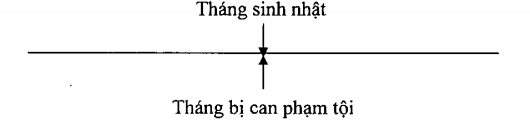 Tháng sinh nhật
Tháng bị can phạm tội